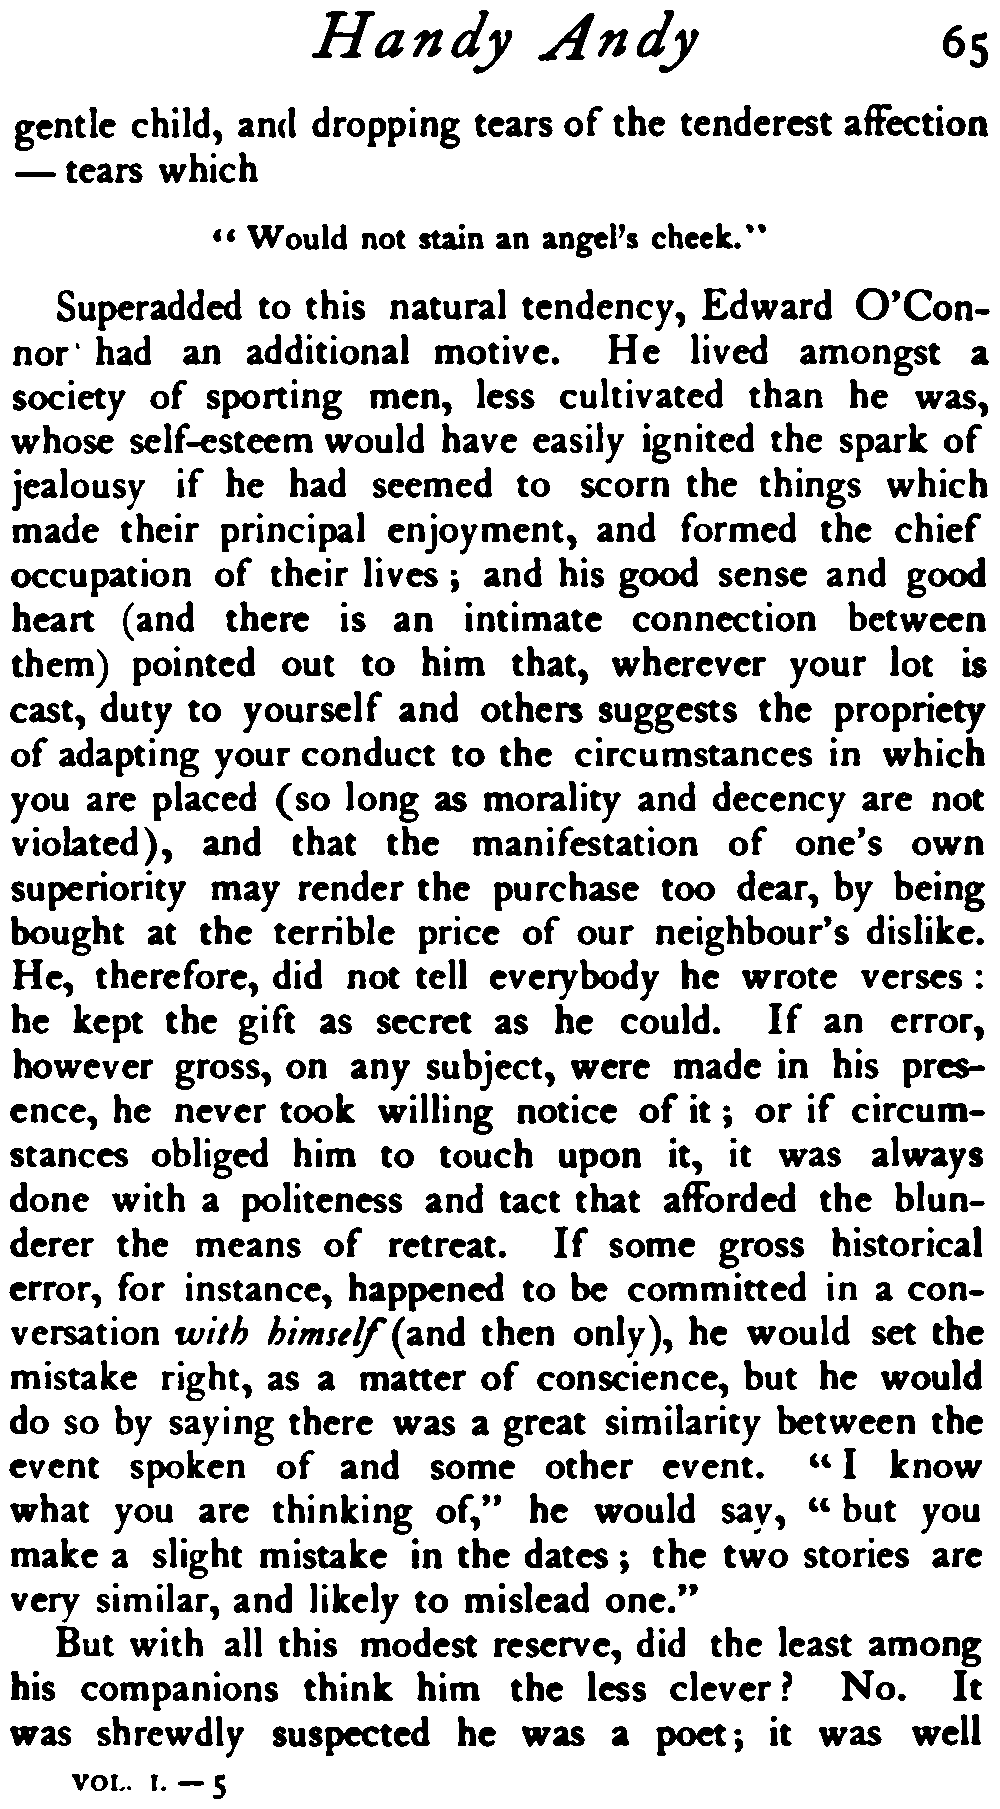 Handy Andy 65
gentle child, and dropping tears of the tenderest affection
— tears which
“ Would not stain an angel's cheek.”
Superadded to this natural tendency, Edward O'Con-
nor had an additional motive. He lived amongst a
society of sporting men, less cultivated than he was,
whose self-esteem would have easily ignited the spark of
jealousy if he had seemed to scorn the things which
made their principal enjoyment, and formed the chief
occupation of their lives ; and his good sense and good
heart (and there is an intimate connection between
them) pointed out to him that, wherever your lot is
cast, duty to yourself and others suggests the propriety
of adapting your conduct to the circumstances in which
you are placed (so long as morality and decency are not
violated), and that the manifestation of one's own
superiority may render the purchase too dear, by being
bought at the terrible price of our neighbour's dislike.
He, therefore, did not tell everybody he wrote verses :
he kept the gift as secret as he could. If an error,
however gross, on any subject, were made in his pres-
ence, he never took willing notice of it ; or if circum-
stances obliged him to touch upon it, it was always
done with a politeness and tact that afforded the blun-
derer the means of retreat. If some gross historical
error, for instance, happened to be committed in a con-
versation with himself (and then only), he would set the
mistake right, as a matter of conscience, but he would
do so by saying there was a great similarity between the
event spoken of and some other event. “ I know
what you are thinking of,” he would say, “ but you
make a slight mistake in the dates ; the two stories are
very similar, and likely to mislead one.”
But with all this modest reserve, did the least among
his companions think him the less clever ? No. It
was shrewdly suspected he was a poet ; it was well
VOL. I. — 5